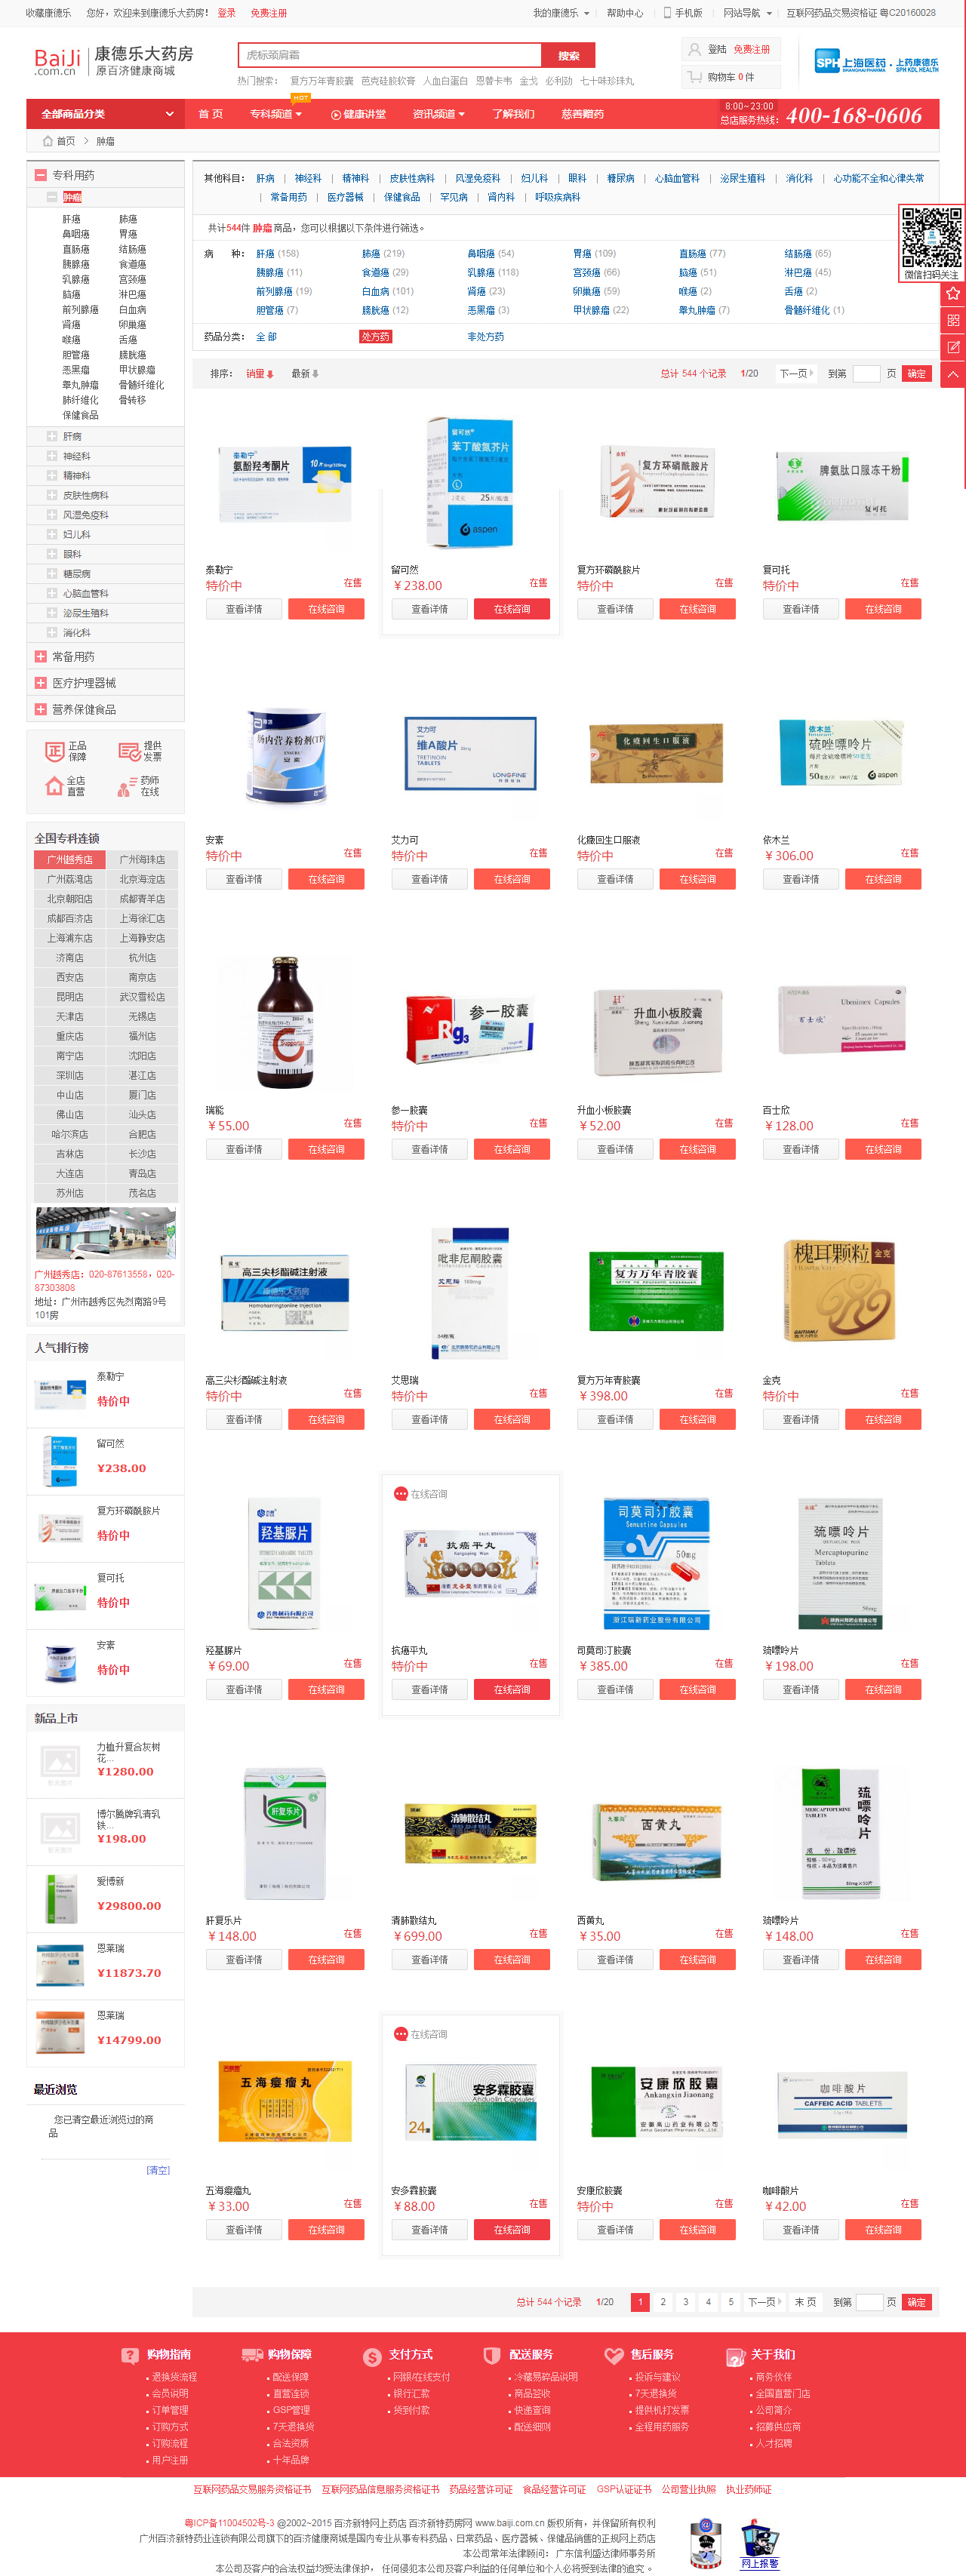 收藏康德乐 您好，欢迎来到康德乐大药房！ 登录 免费注册 我的康德乐 帮助中心 手机版 网站导航 互联网药品交易资格证 粤C20160028
BaiJi .com.cn 康德乐大药房 原百济健康商城
虎标颈肩霜 搜索
热门搜索： 复方万年青胶囊 芭克硅胶软膏 人血白蛋白 恩替卡韦 金戈 必利劲 七十味珍珠丸
登陆 免费注册
购物车 0 件
SPH 上海医药 · 上药康德乐
SHANGHAI PHARMA SPH KDL HEALTH
全部商品分类 首 页 专科频道 HOT 健康讲堂 资讯频道 了解我们 慈善赠药
8:00~23:00
总店服务热线： 400-168-0606
首页 > 肿瘤
专科用药
肿瘤
肝癌 肺癌
鼻咽癌 胃癌
直肠癌 结肠癌
胰腺癌 食道癌
乳腺癌 宫颈癌
脑癌 淋巴癌
前列腺癌 白血病
肾癌 卵巢癌
喉癌 舌癌
胆管癌 膀胱癌
恶黑瘤 甲状腺瘤
睾丸肿瘤 骨髓纤维化
肺纤维化 骨转移
保健食品
肝病
神经科
精神科
皮肤性病科
风湿免疫科
妇儿科
眼科
糖尿病
心脑血管科
泌尿生殖科
消化科
常备用药
医疗护理器械
营养保健食品
正品保障 提供发票
全店直营 药师在线
全国专科连锁
广州越秀店 广州海珠店
广州荔湾店 北京海淀店
北京朝阳店 成都青羊店
成都百济店 上海徐汇店
上海浦东店 上海静安店
济南店 杭州店
西安店 南京店
昆明店 武汉雪松店
天津店 无锡店
重庆店 福州店
南宁店 沈阳店
深圳店 湛江店
中山店 厦门店
佛山店 汕头店
哈尔滨店 合肥店
吉林店 长沙店
大连店 青岛店
苏州店 茂名店
广州越秀店：020-87613558，020-87303808
地址：广州市越秀区先烈南路9号101房
人气排行榜
泰勒宁
特价中
留可然
¥238.00
复方环磷酰胺片
特价中
复可托
特价中
安素
特价中
新品上市
力植升复合灰树花...
¥1280.00
博尔腾牌乳清乳铁...
¥198.00
爱博新
¥29800.00
恩莱瑞
¥11873.70
恩莱瑞
¥14799.00
最近浏览
您已清空最近浏览过的商品
[清空]
其他科目： 肝病 | 神经科 | 精神科 | 皮肤性病科 | 风湿免疫科 | 妇儿科 | 眼科 | 糖尿病 | 心脑血管科 | 泌尿生殖科 | 消化科 | 心功能不全和心律失常
| 常备用药 | 医疗器械 | 保健食品 | 罕见病 | 肾内科 | 呼吸疾病科
共计544件 肿瘤 商品，您可以根据以下条件进行筛选。
病 种： 肝癌 (158) 肺癌 (219) 鼻咽癌 (54) 胃癌 (109) 直肠癌 (77) 结肠癌 (65)
胰腺癌 (11) 食道癌 (29) 乳腺癌 (118) 宫颈癌 (66) 脑癌 (51) 淋巴癌 (45)
前列腺癌 (19) 白血病 (101) 肾癌 (23) 卵巢癌 (59) 喉癌 (2) 舌癌 (2)
胆管癌 (7) 膀胱癌 (12) 恶黑瘤 (3) 甲状腺瘤 (22) 睾丸肿瘤 (7) 骨髓纤维化 (1)
药品分类： 全 部 处方药 非处方药
微信扫码关注
排序： 销量 最新 总计 544 个记录 1/20 下一页 到第 页 确定
泰勒宁 留可然 复方环磷酰胺片 复可托
特价中 在售 ￥238.00 在售 特价中 在售 特价中 在售
查看详情 在线咨询 查看详情 在线咨询 查看详情 在线咨询 查看详情 在线咨询
安素 艾力可 化癥回生口服液 依木兰
特价中 在售 特价中 在售 特价中 在售 ￥306.00 在售
查看详情 在线咨询 查看详情 在线咨询 查看详情 在线咨询 查看详情 在线咨询
瑞能 参一胶囊 升血小板胶囊 百士欣
￥55.00 在售 特价中 在售 ￥52.00 在售 ￥128.00 在售
查看详情 在线咨询 查看详情 在线咨询 查看详情 在线咨询 查看详情 在线咨询
高三尖杉酯碱注射液 艾思瑞 复方万年青胶囊 金克
特价中 在售 特价中 在售 ￥398.00 在售 特价中 在售
查看详情 在线咨询 查看详情 在线咨询 查看详情 在线咨询 查看详情 在线咨询
在线咨询
羟基脲片 抗癌平丸 司莫司汀胶囊 巯嘌呤片
￥69.00 在售 特价中 在售 ￥385.00 在售 ￥198.00 在售
查看详情 在线咨询 查看详情 在线咨询 查看详情 在线咨询 查看详情 在线咨询
肝复乐片 清肺散结丸 西黄丸 巯嘌呤片
￥148.00 在售 ￥699.00 在售 ￥35.00 在售 ￥148.00 在售
查看详情 在线咨询 查看详情 在线咨询 查看详情 在线咨询 查看详情 在线咨询
在线咨询
五海瘿瘤丸 安多霖胶囊 安康欣胶囊 咖啡酸片
￥33.00 在售 ￥88.00 在售 特价中 在售 ￥42.00 在售
查看详情 在线咨询 查看详情 在线咨询 查看详情 在线咨询 查看详情 在线咨询
总计 544 个记录 1/20 1 2 3 4 5 下一页 末 页 到第 页 确定
购物指南 购物保障 支付方式 配送服务 售后服务 关于我们
退换货流程 配送保障 网银/在线支付 冷藏易碎品说明 投诉与建议 商务伙伴
会员说明 直营连锁 银行汇款 商品签收 7天退换货 全国直营门店
订单管理 GSP管理 货到付款 快递查询 提供机打发票 公司简介
订购方式 7天退换货 配送细则 全程用药服务 招募供应商
订购流程 合法资质 人才招聘
用户注册 十年品牌
互联网药品交易服务资格证书 互联网药品信息服务资格证书 药品经营许可证 食品经营许可证 GSP认证证书 公司营业执照 执业药师证
粤ICP备11004502号-3 @2002~2015 百济新特网上药店 百济新特药房网 www.baiji.com.cn 版权所有，并保留所有权利
广州百济新特药业连锁有限公司旗下的百济健康商城是国内专业从事专科药品、日常药品、医疗器械、保健品销售的正规网上药店
本公司常年法律顾问： 广东信利盛达律师事务所
本公司及客户的合法权益均受法律保护， 任何侵犯本公司及客户利益的任何单位和个人必将受到法律的追究 。
网上报警